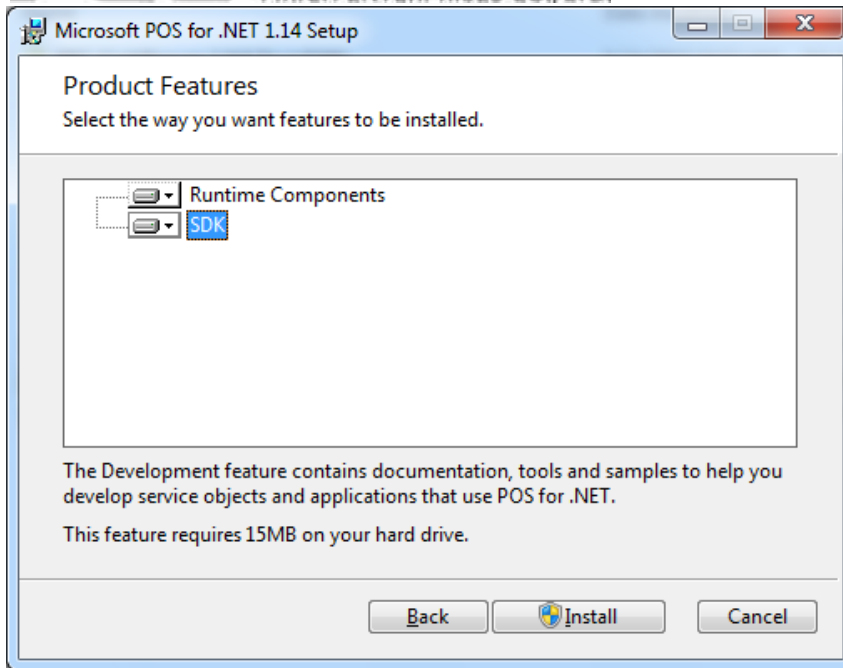 Microsoft POS for .NET 1.14 Setup
Product Features
Select the way you want features to be installed.
Runtime Components
SDK
The Development feature contains documentation, tools and samples to help you
develop service objects and applications that use POS for .NET.
This feature requires 15MB on your hard drive.
Back
Install
Cancel